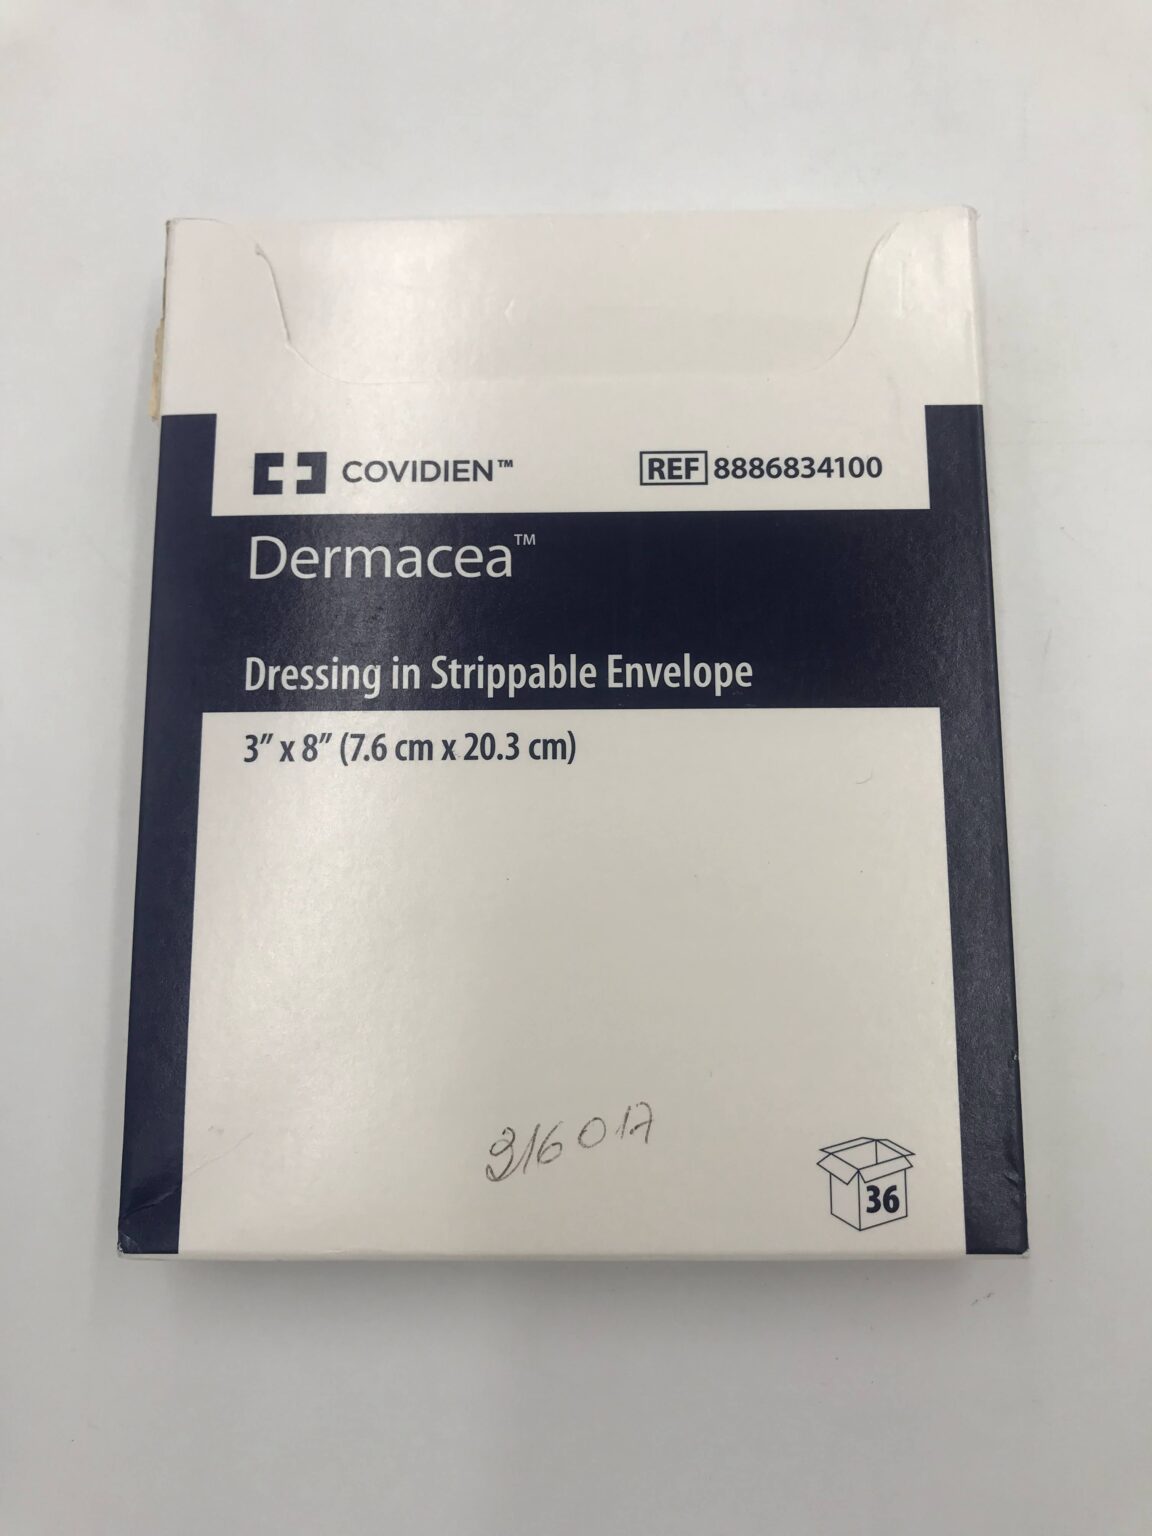 COVIDIEN™
REF 8886834100
Dermacea™
Dressing in Strippable Envelope
3” x 8” (7.6 cm x 20.3 cm)
316017
36